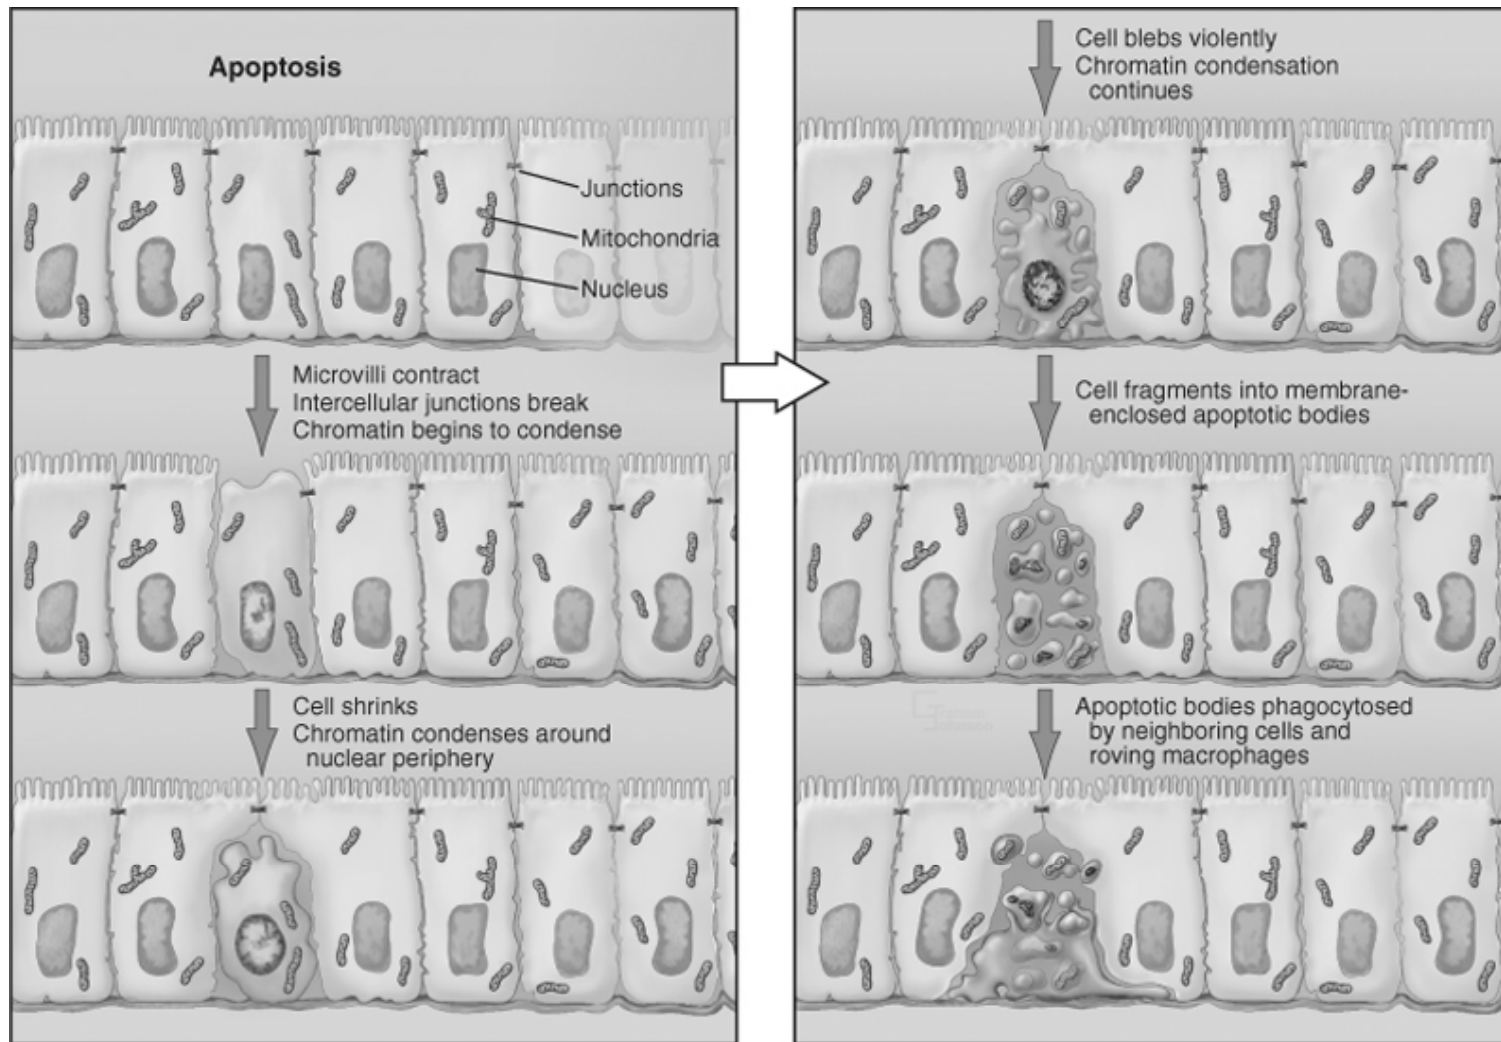 Apoptosis
Junctions
Mitochondria
Nucleus
Microvilli contract
Intercellular junctions break
Chromatin begins to condense
Cell shrinks
Chromatin condenses around
nuclear periphery
Cell blebs violently
Chromatin condensation
continues
Cell fragments into membrane-
enclosed apoptotic bodies
Apoptotic bodies phagocytosed
by neighboring cells and
roving macrophages